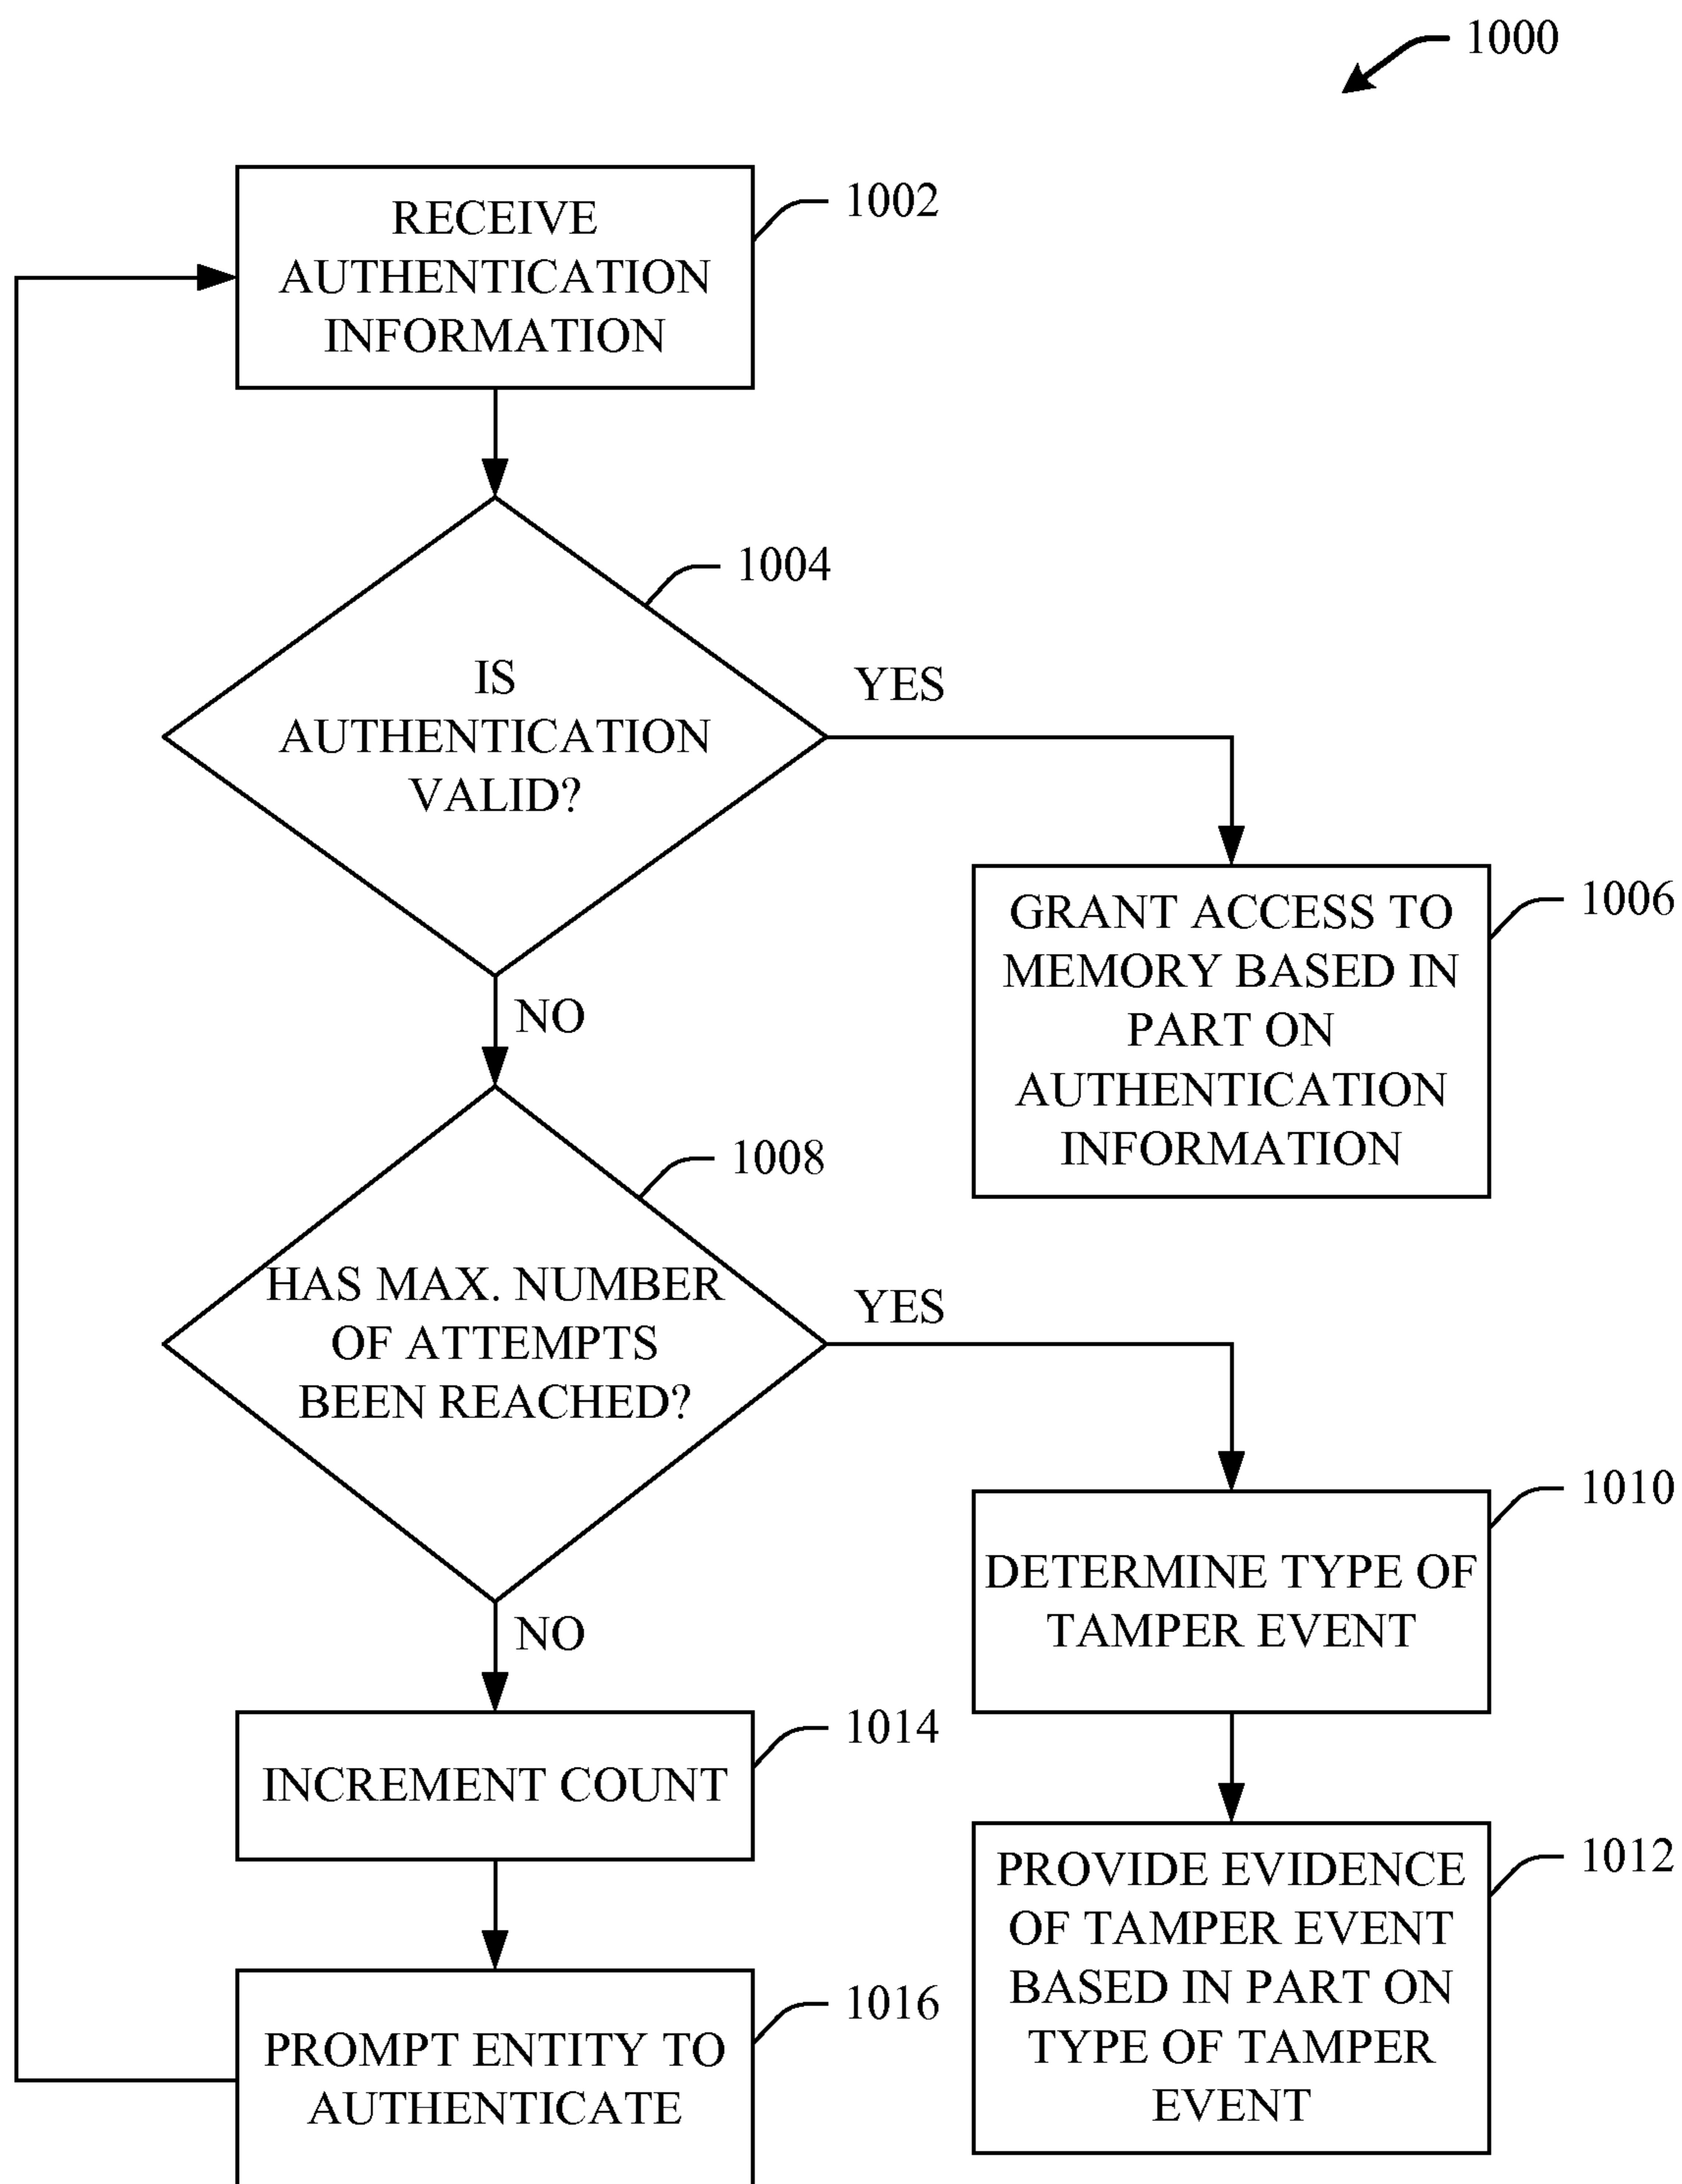 1000
RECEIVE
AUTHENTICATION
INFORMATION
1002
1004
IS
AUTHENTICATION
VALID?
YES
NO
GRANT ACCESS TO
MEMORY BASED IN
PART ON
AUTHENTICATION
INFORMATION
1006
1008
HAS MAX. NUMBER
OF ATTEMPTS
BEEN REACHED?
YES
NO
DETERMINE TYPE OF
TAMPER EVENT
1010
INCREMENT COUNT
1014
PROVIDE EVIDENCE
OF TAMPER EVENT
BASED IN PART ON
TYPE OF TAMPER
EVENT
1012
PROMPT ENTITY TO
AUTHENTICATE
1016